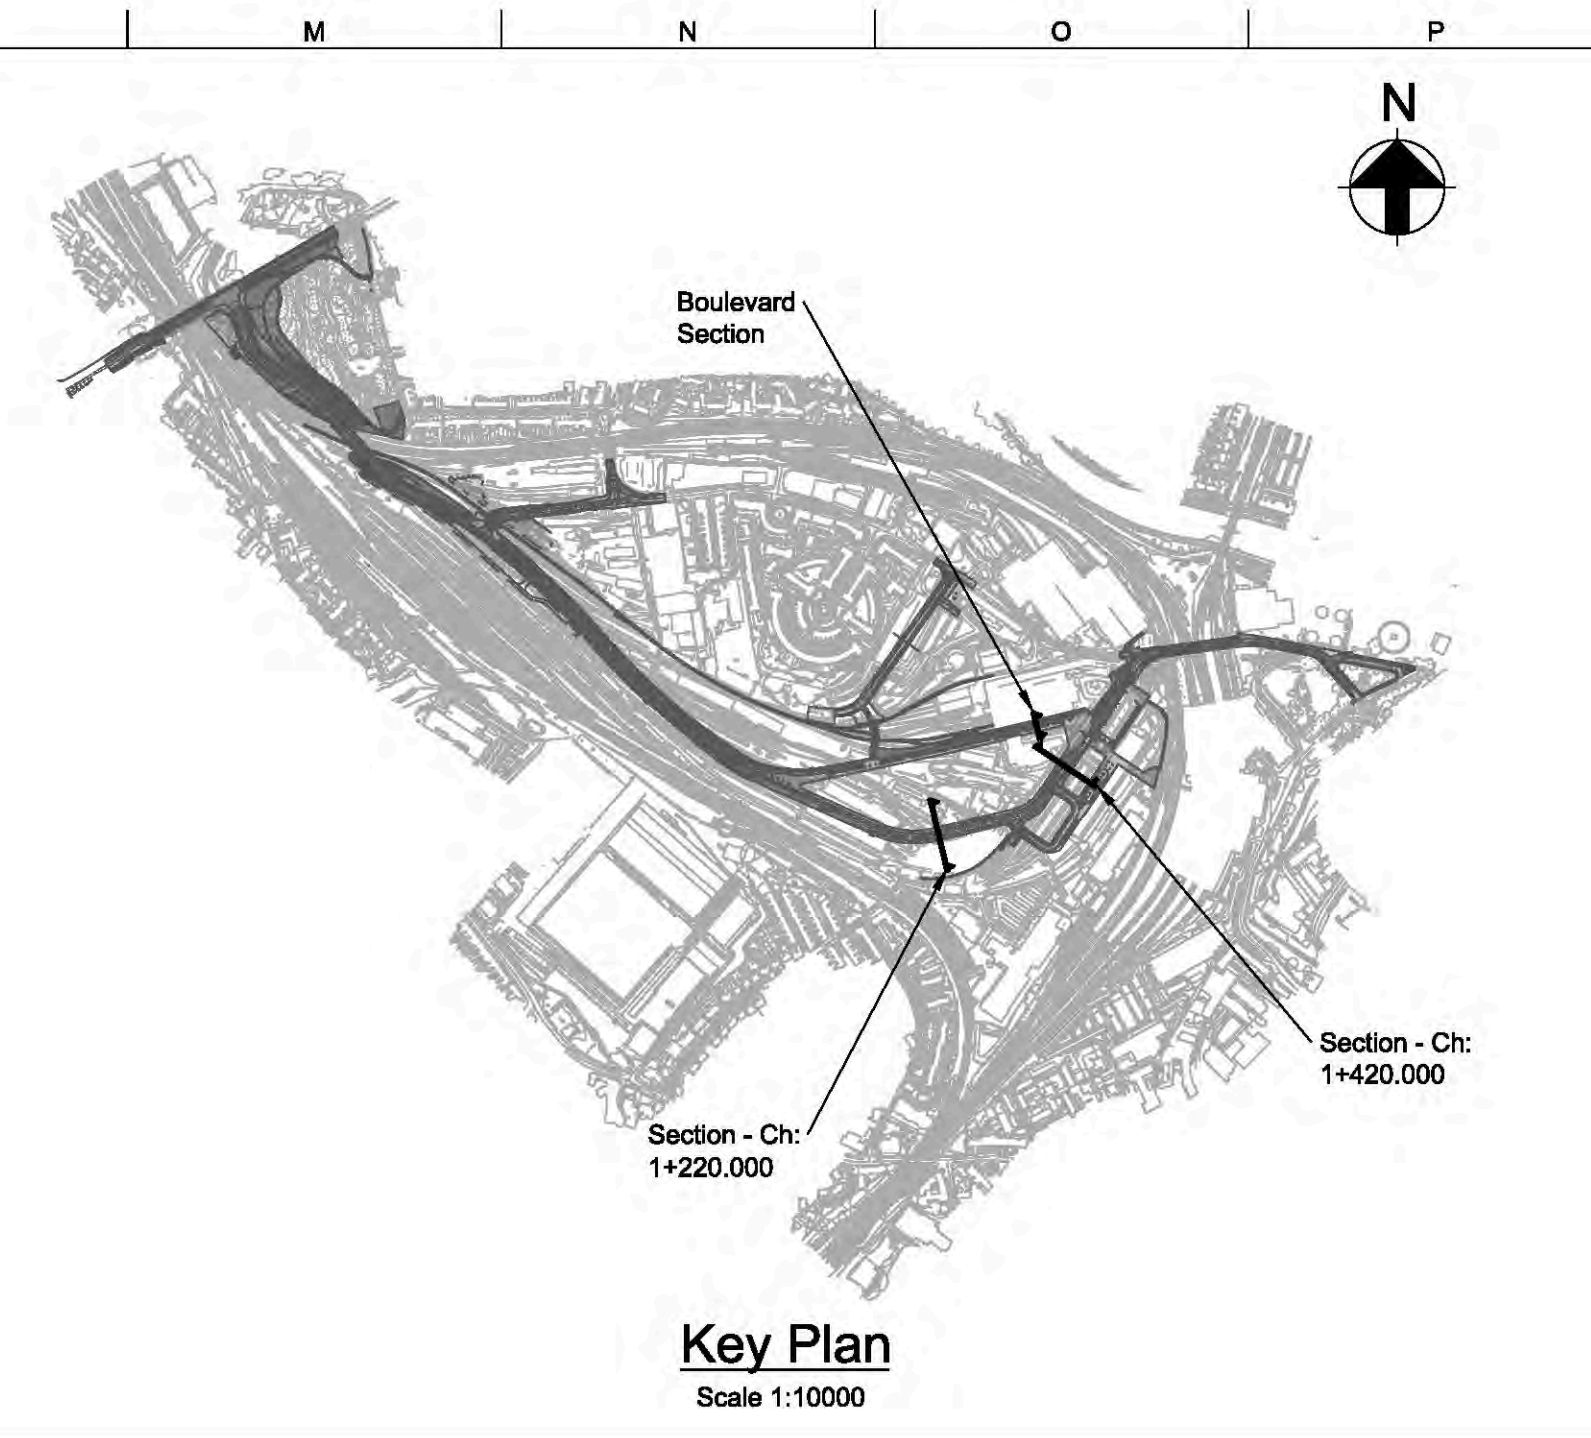 M N O P
N
Boulevard
Section
Section - Ch:
1+420.000
Section - Ch:
1+220.000
Key Plan
Scale 1:10000